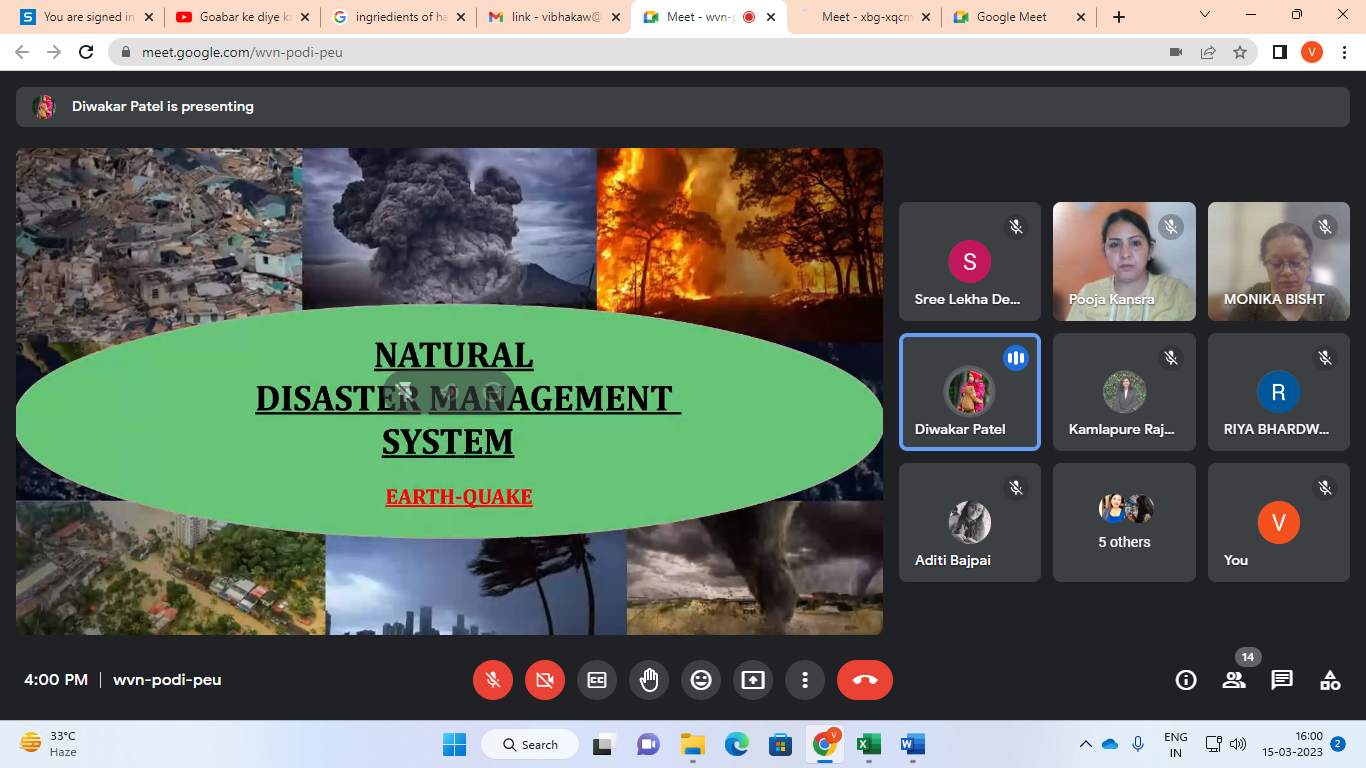 You are signed in
Goabar ke diye ka
ingriedients of ha
link - vibhakaw@
Meet - wvn-p
Meet - xbg-xqcm
Google Meet
meet.google.com/wvn-podi-peu
V
Diwakar Patel is presenting
NATURAL
DISASTER MANAGEMENT
SYSTEM
EARTH-QUAKE
S
Sree Lekha De...
Pooja Kansra
MONIKA BISHT
Diwakar Patel
Kamlapure Raj...
R
RIYA BHARDW...
Aditi Bajpai
5 others
V
You
4:00 PM | wvn-podi-peu
14
33°C
Haze
Search
V
ENG
IN
16:00
15-03-2023
2